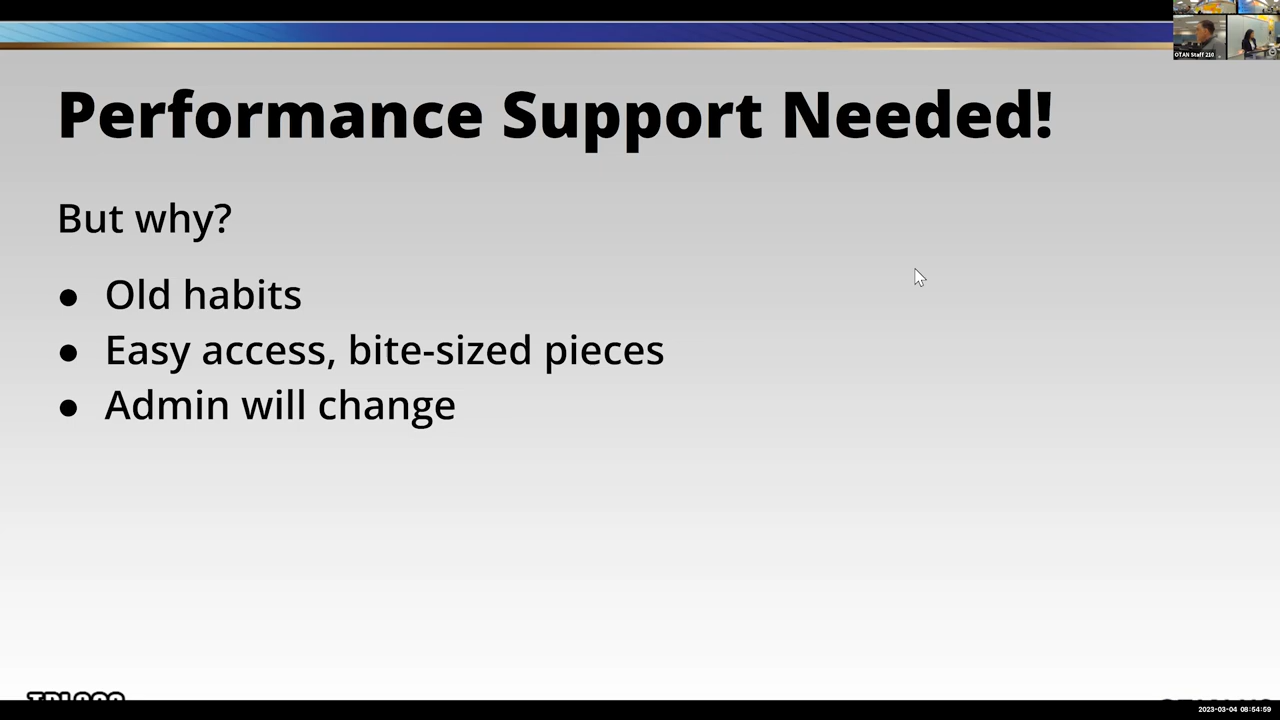 OTAN Staff 210
Performance Support Needed!
But why?
● Old habits
● Easy access, bite-sized pieces
● Admin will change
2023-03-04 08:54:59